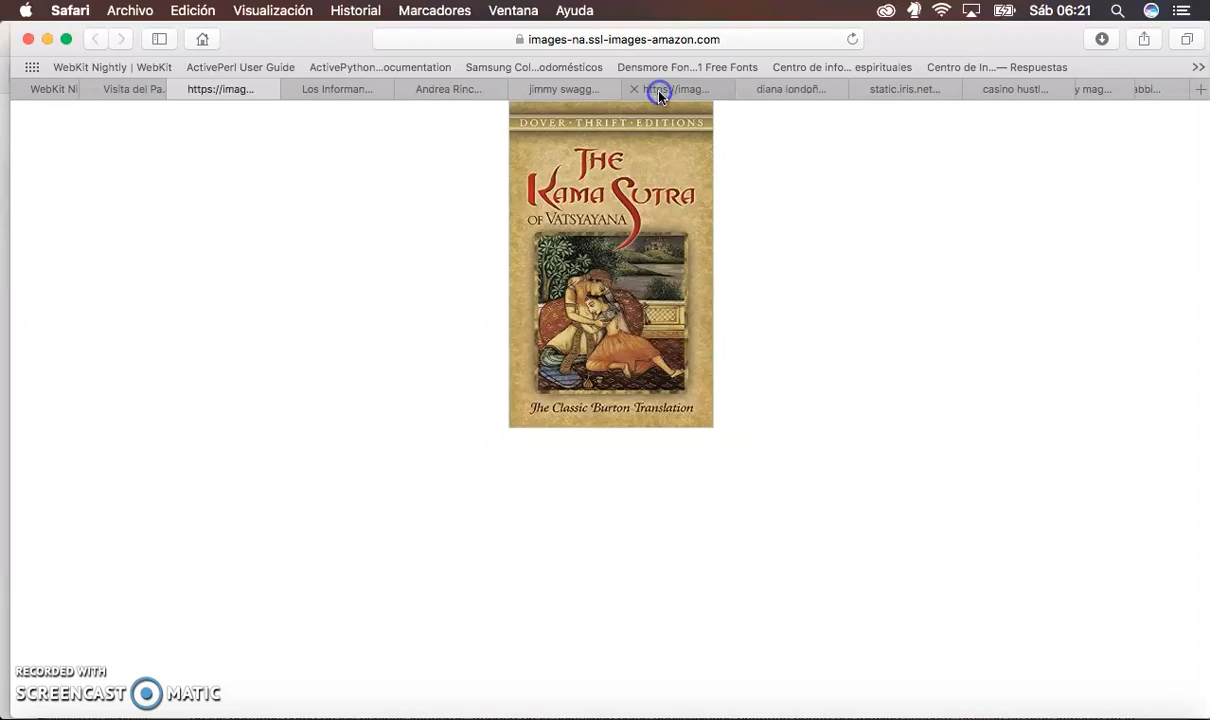 Safari Archivo Edición Visualización Historial Marcadores Ventana Ayuda Sáb 06:21
images-na.ssl-images-amazon.com
WebKit Nightly | WebKit ActivePerl User Guide ActivePython...ocumentation Samsung Col...odomésticos Densmore Fon...1 Free Fonts Centro de info... espirituales Centro de In...— Respuestas
WebKit Ni Visita del Pa. https://imag... Los Informan... Andrea Rinc... jimmy swagg... https://imag... diana londoñ... static.iris.net... casino hustl... y mag... abbi...
DOVER · THRIFT · EDITIONS
THE
KAMA SUTRA
OF VATSYAYANA
The Classic Burton Translation
RECORDED WITH
SCREENCAST MATIC